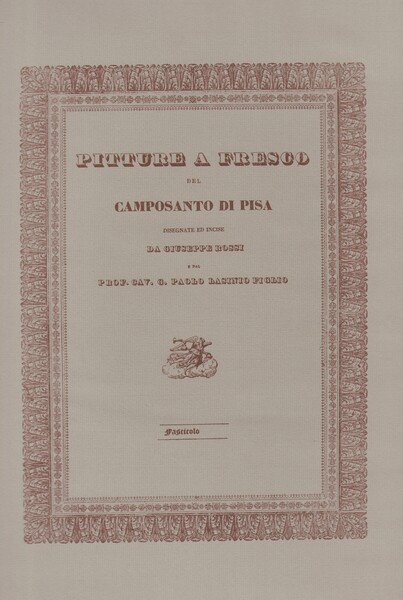 PITTURE A FRESCO
DEL
CAMPOSANTO DI PISA
DISEGNATE ED INCISE
DA GIUSEPPE ROSSI
E DAL
PROF. CAV. G. PAOLO LASINIO FIGLIO
Fascicolo